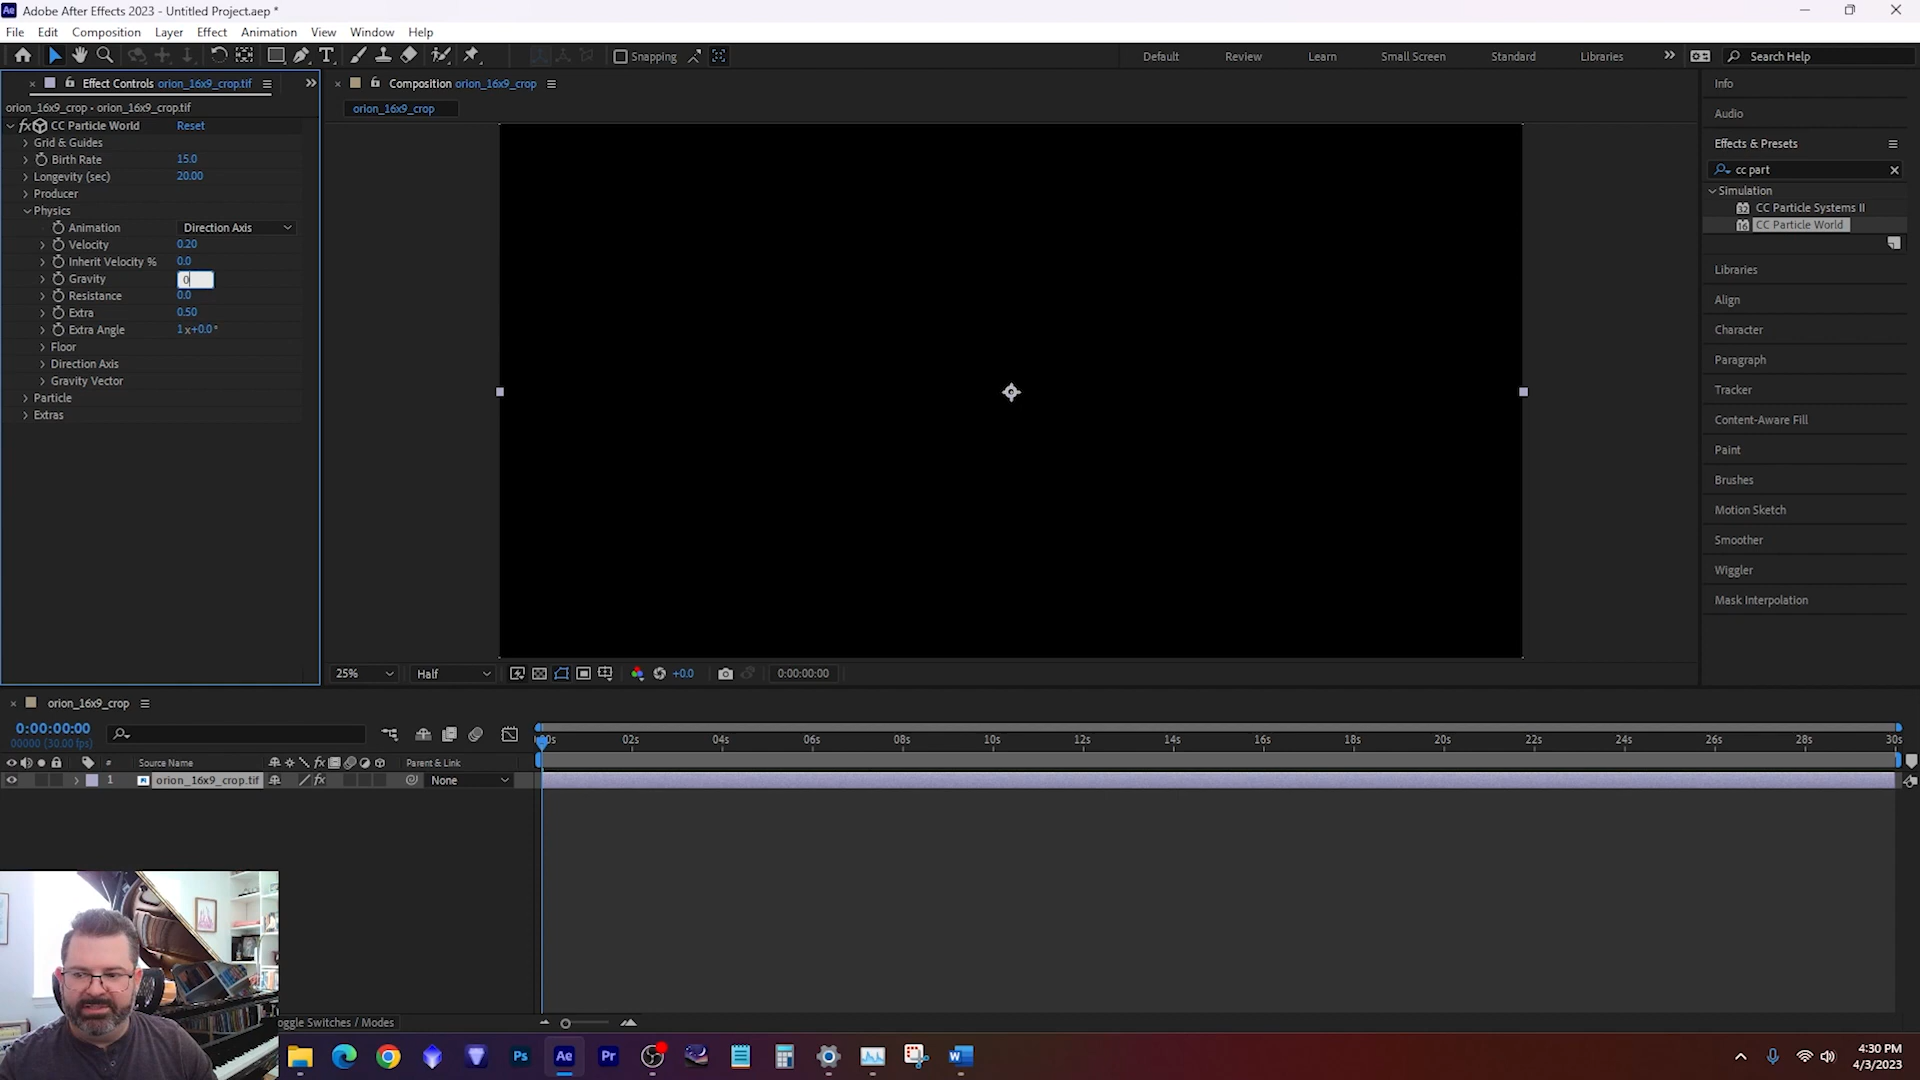 Adobe After Effects 2023 - Untitled Project.aep *
File Edit Composition Layer Effect Animation View Window Help
Snapping
Default Review Learn Small Screen Standard Libraries
Search Help
Effect Controls orion_16x9_crop.tif
orion_16x9_crop • orion_16x9_crop.tif
fx CC Particle World Reset
Grid & Guides
Birth Rate 15.0
Longevity (sec) 20.00
Producer
Physics
Animation Direction Axis
Velocity 0.20
Inherit Velocity % 0.0
Gravity 0
Resistance 0.0
Extra 0.50
Extra Angle 1x+0.0°
Floor
Direction Axis
Gravity Vector
Particle
Extras
Composition orion_16x9_crop
orion_16x9_crop
25% Half +0.0 0:00:00:00
Info
Audio
Effects & Presets
cc part
Simulation
32 CC Particle Systems II
16 CC Particle World
Libraries
Align
Character
Paragraph
Tracker
Content-Aware Fill
Paint
Brushes
Motion Sketch
Smoother
Wiggler
Mask Interpolation
orion_16x9_crop
0:00:00:00
00000 (30.00 fps)
02s 04s 06s 08s 10s 12s 14s 16s 18s 20s 22s 24s 26s 28s 30s
# Source Name fx Parent & Link
1 orion_16x9_crop.tif fx None
oggle Switches / Modes
Ps Ae Pr
4:30 PM
4/3/2023